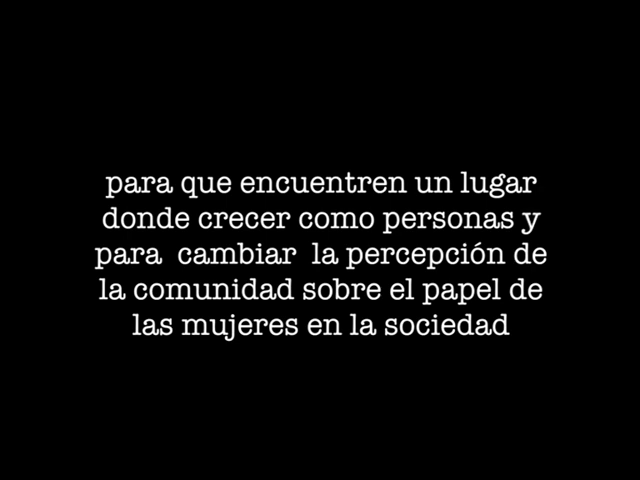 para que encuentren un lugar
donde crecer como personas y
para cambiar la percepción de
la comunidad sobre el papel de
las mujeres en la sociedad